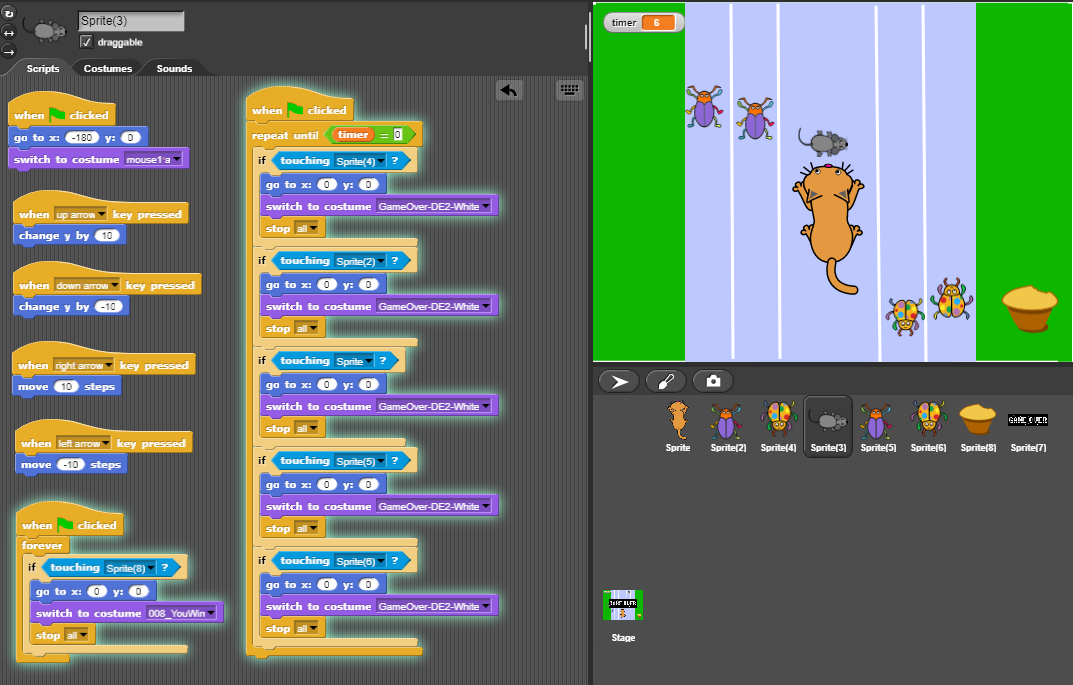 Sprite(3)
draggable
Scripts Costumes Sounds
when clicked
go to x: -180 y: 0
switch to costume mouse1-a
when up arrow key pressed
change y by 10
when down arrow key pressed
change y by -10
when right arrow key pressed
move 10 steps
when left arrow key pressed
move -10 steps
when clicked
forever
if touching Sprite(8) ?
go to x: 0 y: 0
switch to costume 008_YouWin
stop all
when clicked
repeat until timer = 0
if touching Sprite(4) ?
go to x: 0 y: 0
switch to costume GameOver-DE2-White
stop all
if touching Sprite(2) ?
go to x: 0 y: 0
switch to costume GameOver-DE2-White
stop all
if touching Sprite ?
go to x: 0 y: 0
switch to costume GameOver-DE2-White
stop all
if touching Sprite(5) ?
go to x: 0 y: 0
switch to costume GameOver-DE2-White
stop all
if touching Sprite(6) ?
go to x: 0 y: 0
switch to costume GameOver-DE2-White
stop all
timer 6
GAME OVER
Sprite Sprite(2) Sprite(4) Sprite(3) Sprite(5) Sprite(6) Sprite(8) Sprite(7)
GAME OVER
Stage